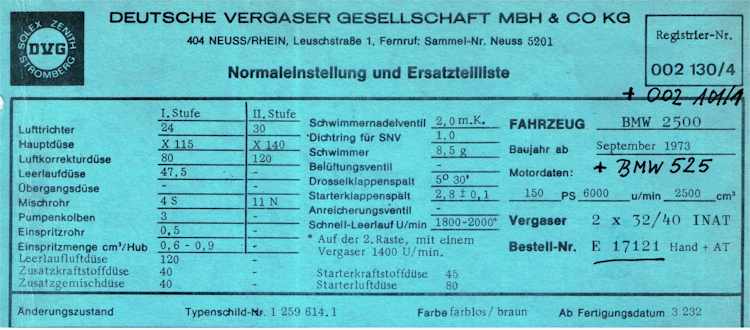 DEUTSCHE VERGASER GESELLSCHAFT MBH & CO KG
SOLEX ZENITH
DVG
STROMBERG
404 NEUSS/RHEIN, Leuschstraße 1, Fernruf: Sammel-Nr. Neuss 5201
Normaleinstellung und Ersatzteilliste
Registrier-Nr.
002 130/4
+ 002 101/1
I. Stufe II. Stufe
Lufttrichter 24 30
Hauptdüse X 115 X 140
Luftkorrekturdüse 80 120
Leerlaufdüse 47,5 -
Übergangsdüse - -
Mischrohr 4 S 11 N
Pumpenkolben 3 -
Einspritzrohr 0,5 -
Einspritzmenge cm³/Hub 0,6 - 0,9 -
Leerlaufluftdüse 120 -
Zusatzkraftstoffdüse 40 -
Zusatzgemischdüse 40 -
Schwimmernadelventil 2,0 m.K.
Dichtring für SNV 1.0
Schwimmer 8,5 g
Belüftungsventil -
Drosselklappenspalt 5° 30'
Starterklappenspalt 2,8 ± 0,1
Anreicherungsventil -
Schnell-Leerlauf U/min 1800-2000*
* Auf der 2.Raste, mit einem
Vergaser 1400 U/min.
Starterkraftstoffdüse 45
Starterluftdüse 80
FAHRZEUG BMW 2500
Baujahr ab September 1973
Motordaten: + BMW 525
150 PS 6000 u/min 2500 cm³
Vergaser 2 x 32/40 INAT
Bestell-Nr. E 17121 Hand + AT
Änderungszustand Typenschild-Nr. 1 259 614.1 Farbe farblos/ braun Ab Fertigungsdatum 3 232